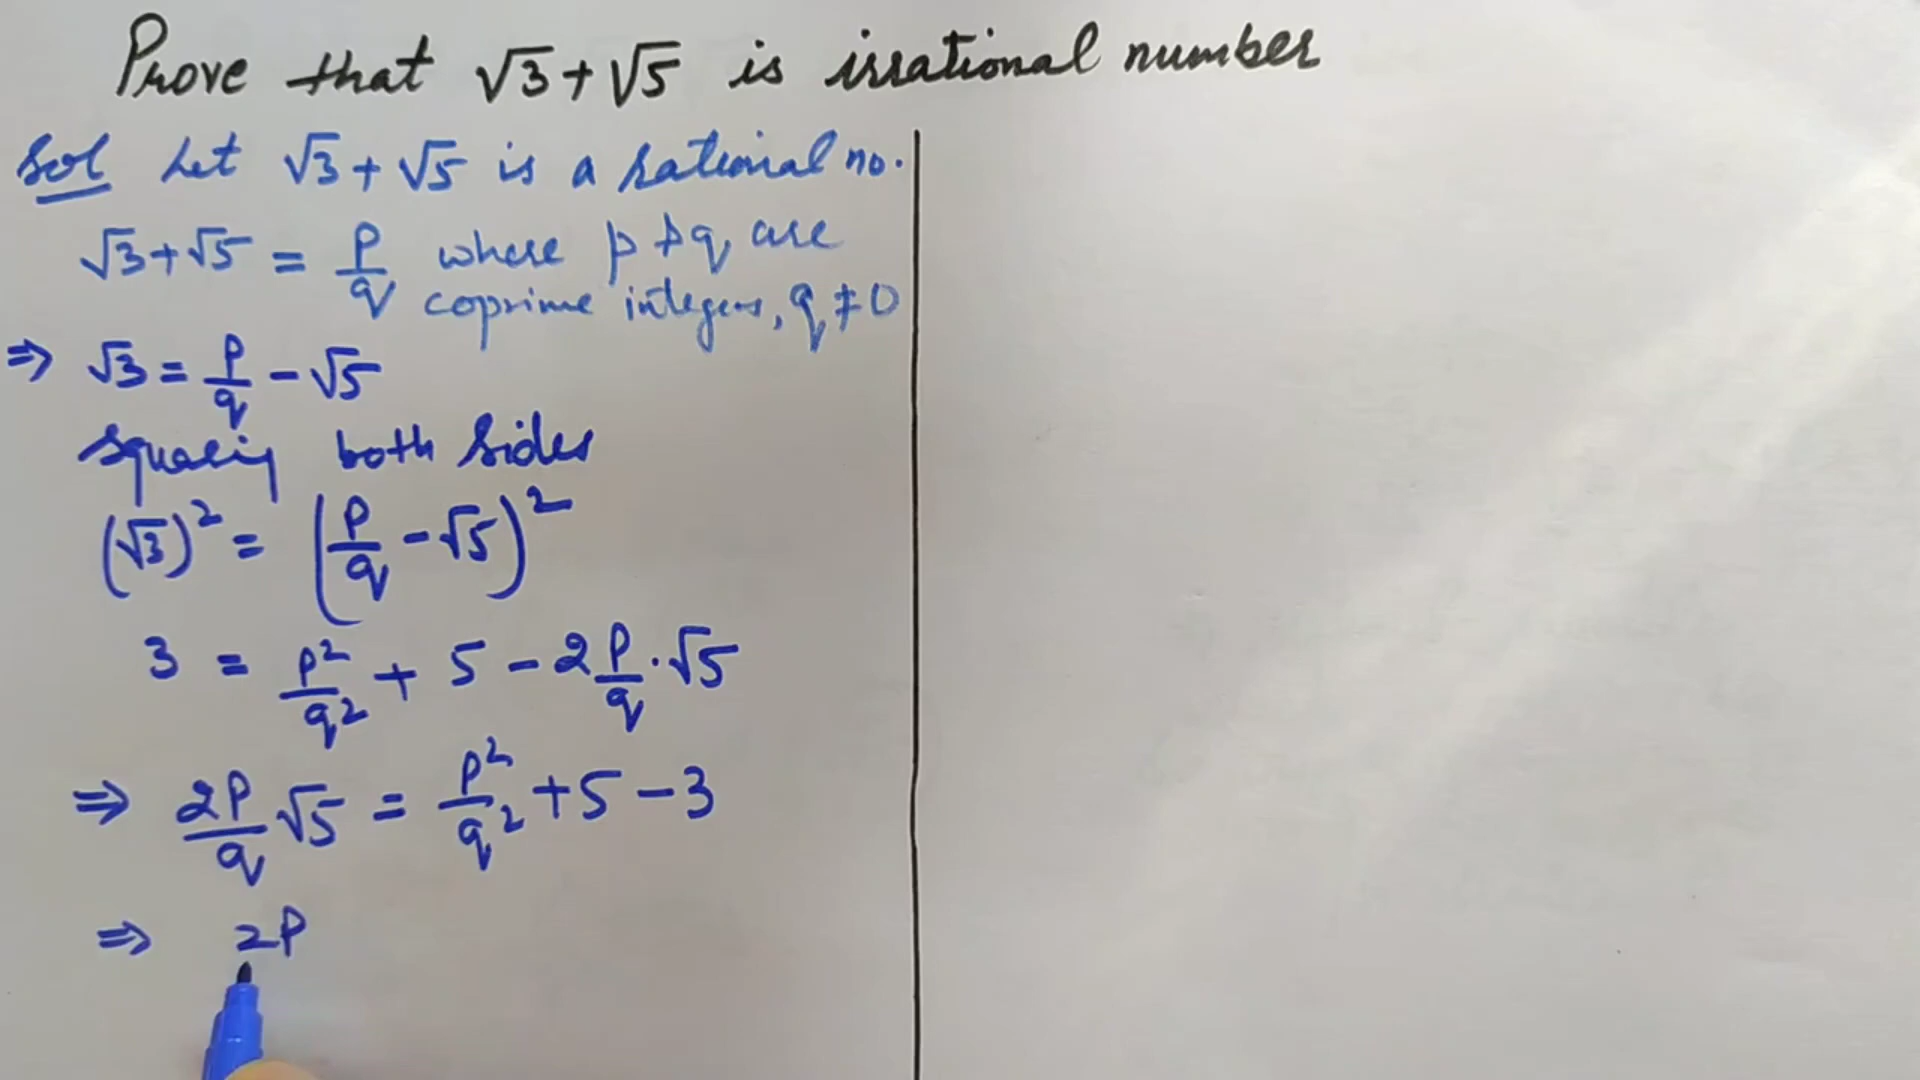 Prove that √3+√5 is irrational number
Sol Let √3+√5 is a rational no.
√3+√5 = p/q where p & q are
coprime integers, q ≠ 0
⇒ √3 = p/q - √5
Squaring both sides
(√3)² = (p/q - √5)²
3 = p²/q² + 5 - 2p/q · √5
⇒ 2p/q √5 = p²/q² + 5 - 3
⇒ 2p